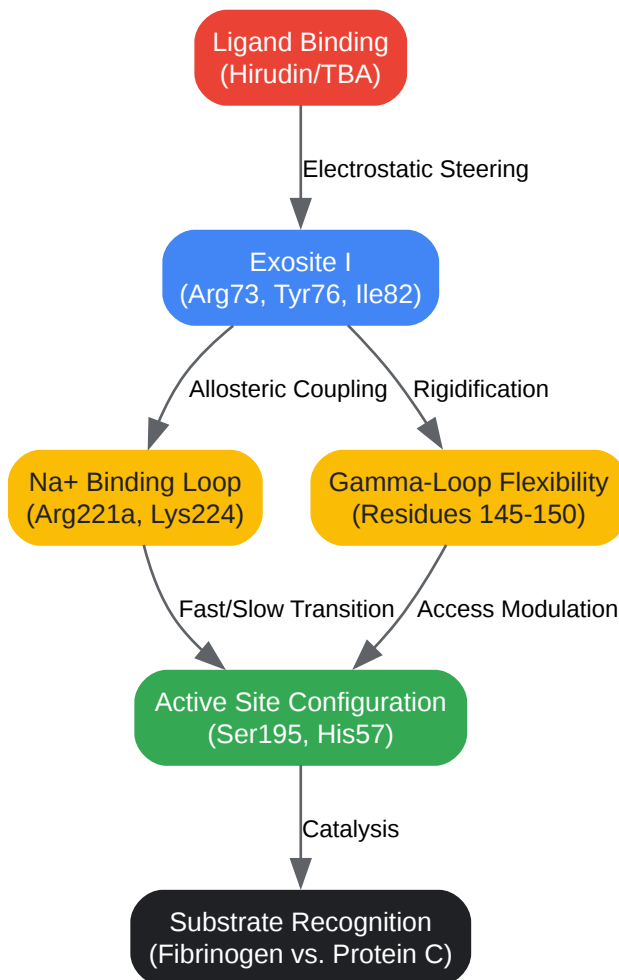 Ligand Binding
(Hirudin/TBA)
Electrostatic Steering
Exosite I
(Arg73, Tyr76, Ile82)
Allosteric Coupling
Rigidification
Na+ Binding Loop
(Arg221a, Lys224)
Gamma-Loop Flexibility
(Residues 145-150)
Fast/Slow Transition
Access Modulation
Active Site Configuration
(Ser195, His57)
Catalysis
Substrate Recognition
(Fibrinogen vs. Protein C)